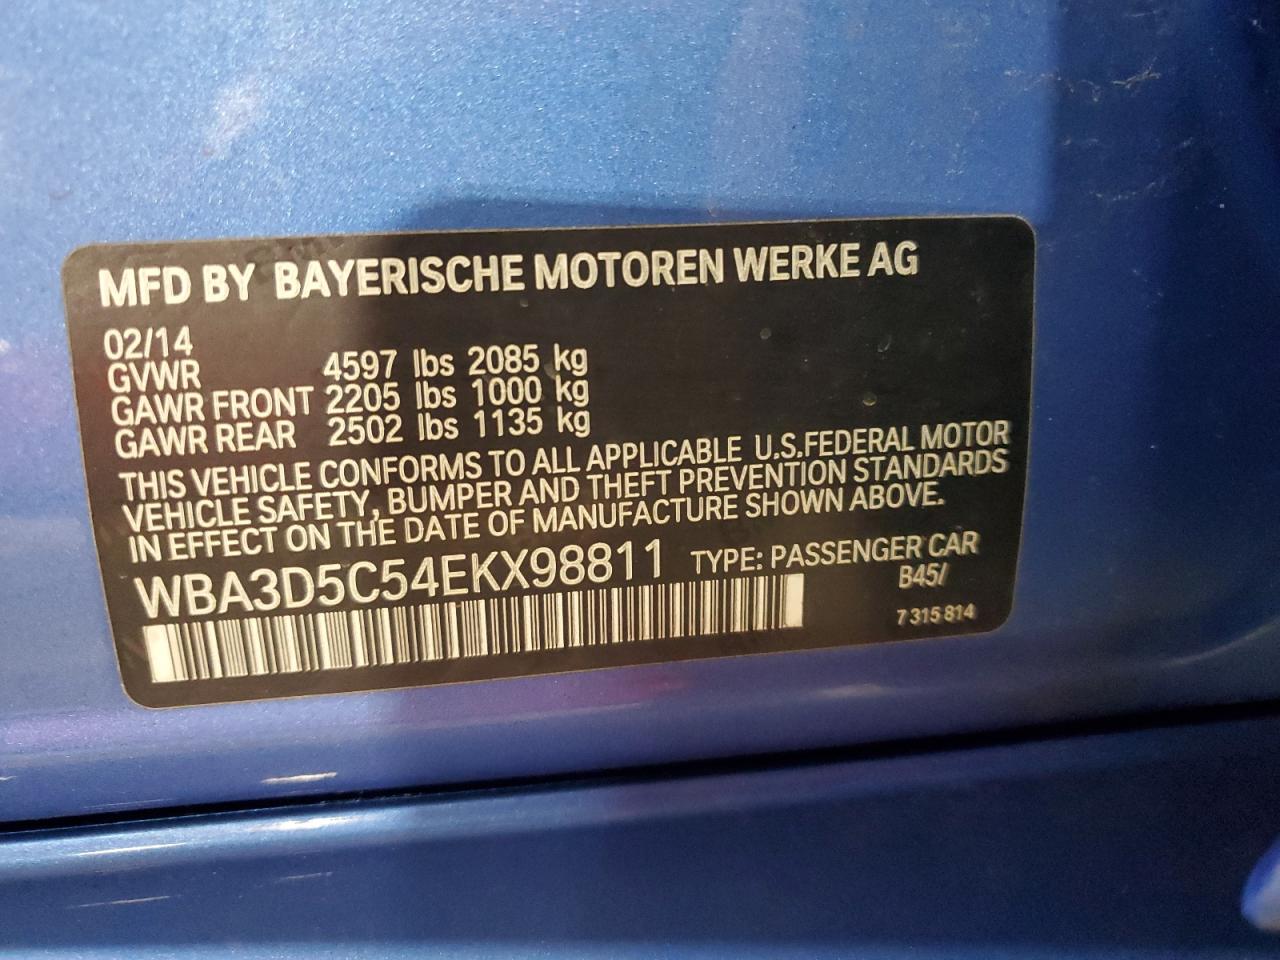 MFD BY BAYERISCHE MOTOREN WERKE AG
02/14
GVWR 4597 lbs 2085 kg
GAWR FRONT 2205 lbs 1000 kg
GAWR REAR 2502 lbs 1135 kg
THIS VEHICLE CONFORMS TO ALL APPLICABLE U.S.FEDERAL MOTOR
VEHICLE SAFETY, BUMPER AND THEFT PREVENTION STANDARDS
IN EFFECT ON THE DATE OF MANUFACTURE SHOWN ABOVE.
WBA3D5C54EKX98811 TYPE: PASSENGER CAR
B45/
7 315 814